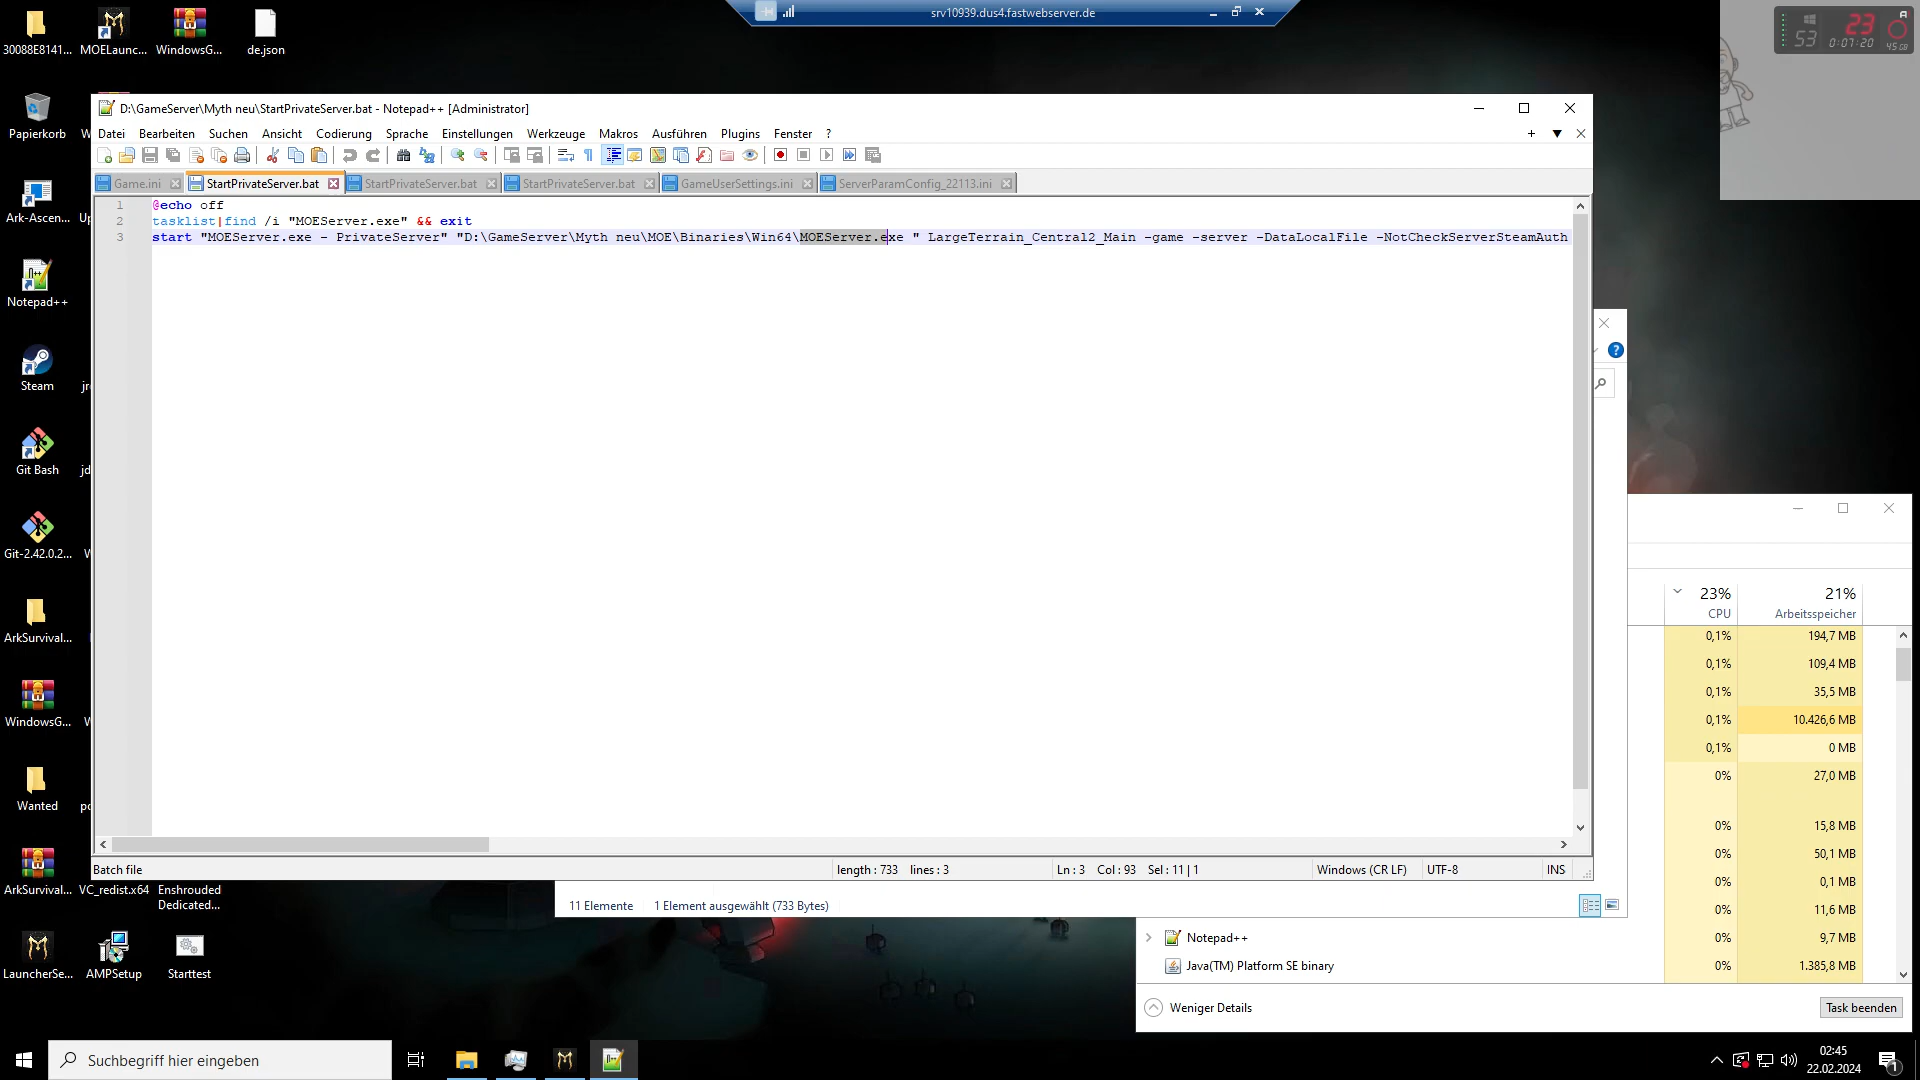 srv10939.dus4.fastwebserver.de
30088E8141...
MOELaunc...
WindowsG...
de.json
53
23
0:07:20
A
45GB
Papierkorb
Ark-Ascen...
Notepad++
Steam
Git Bash
Git-2.42.0.2...
ArkSurvival...
WindowsG...
Wanted
ArkSurvival...
VC_redist.x64
Enshrouded
Dedicated...
LauncherSe...
AMPSetup
Starttest
D:\GameServer\Myth neu\StartPrivateServer.bat - Notepad++ [Administrator]
Datei Bearbeiten Suchen Ansicht Codierung Sprache Einstellungen Werkzeuge Makros Ausführen Plugins Fenster ?
Game.ini StartPrivateServer.bat StartPrivateServer.bat StartPrivateServer.bat GameUserSettings.ini ServerParamConfig_22113.ini
1 @echo off
2 tasklist|find /i "MOEServer.exe" && exit
3 start "MOEServer.exe - PrivateServer" "D:\GameServer\Myth neu\MOE\Binaries\Win64\MOEServer.exe " LargeTerrain_Central2_Main -game -server -DataLocalFile -NotCheckServerSteamAuth
Batch file length : 733 lines : 3 Ln : 3 Col : 93 Sel : 11 | 1 Windows (CR LF) UTF-8 INS
11 Elemente 1 Element ausgewählt (733 Bytes)
23% 21%
CPU Arbeitsspeicher
0,1% 194,7 MB
0,1% 109,4 MB
0,1% 35,5 MB
0,1% 10.426,6 MB
0,1% 0 MB
0% 27,0 MB
0% 15,8 MB
0% 50,1 MB
0% 0,1 MB
0% 11,6 MB
Notepad++ 0% 9,7 MB
Java(TM) Platform SE binary 0% 1.385,8 MB
Weniger Details Task beenden
Suchbegriff hier eingeben
02:45
22.02.2024
1